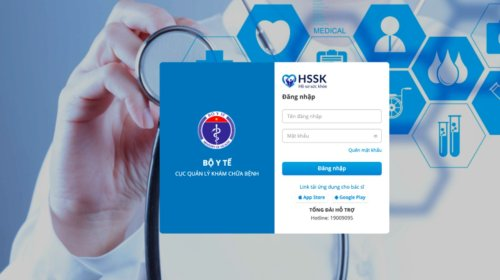 MEDICAL
HSSK
Hồ sơ sức khỏe
Đăng nhập
Tên đăng nhập
Mật khẩu
Quên mật khẩu
Đăng nhập
Link tải ứng dụng cho bác sĩ
App Store
Google Play
TỔNG ĐÀI HỖ TRỢ
Hotline: 19009095
BỘ Y TẾ
BỘ Y TẾ
CỤC QUẢN LÝ KHÁM CHỮA BỆNH